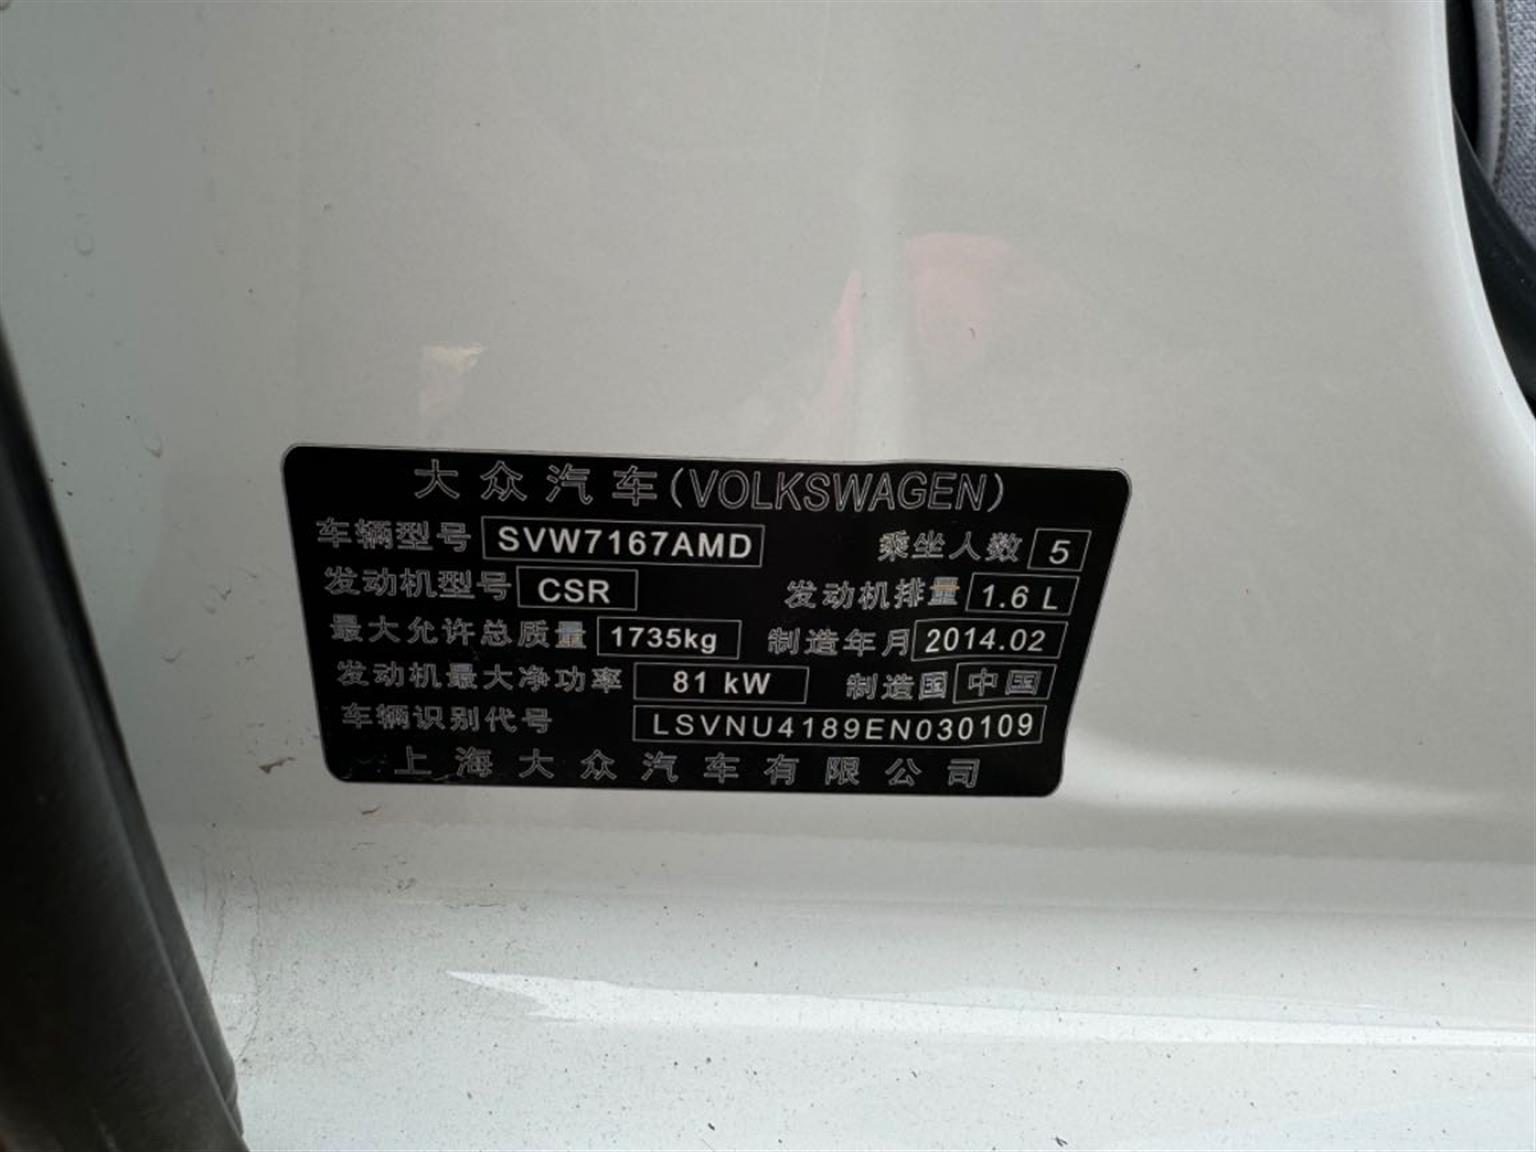 大众汽车(VOLKSWAGEN)
车辆型号 SVW7167AMD 乘坐人数 5
发动机型号 CSR 发动机排量 1.6 L
最大允许总质量 1735kg 制造年月 2014.02
发动机最大净功率 81 kW 制造国 中国
车辆识别代号 LSVNU4189EN030109
上海大众汽车有限公司